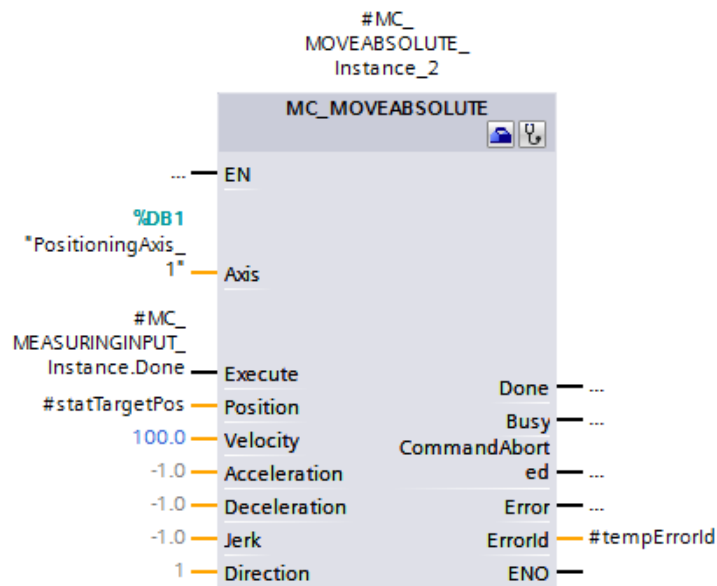 #MC_
MOVEABSOLUTE_
Instance_2
MC_MOVEABSOLUTE
... EN
%DB1
"PositioningAxis_
1" Axis
#MC_
MEASURINGINPUT_
Instance.Done Execute
Done ...
#statTargetPos Position
Busy ...
100.0 Velocity
CommandAbort
ed ...
-1.0 Acceleration
-1.0 Deceleration
Error ...
-1.0 Jerk
ErrorId #tempErrorId
1 Direction
ENO